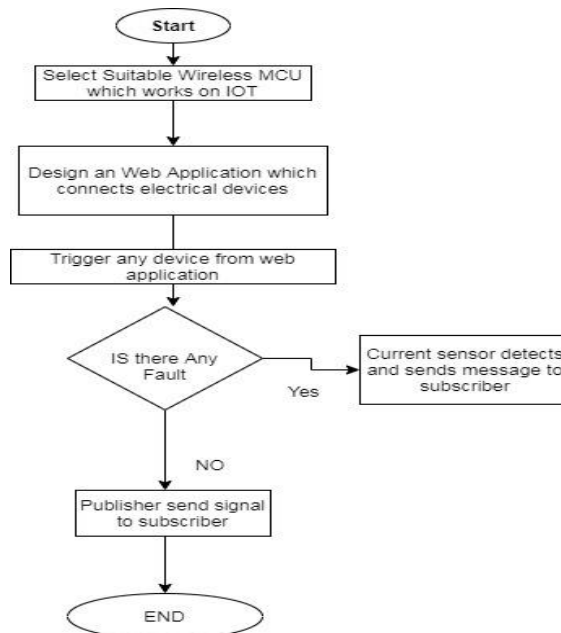 Start
Select Suitable Wireless MCU
which works on IOT
Design an Web Application which
connects electrical devices
Trigger any device from web
application
IS there Any
Fault
Yes
Current sensor detects
and sends message to
subscriber
NO
Publisher send signal
to subscriber
END